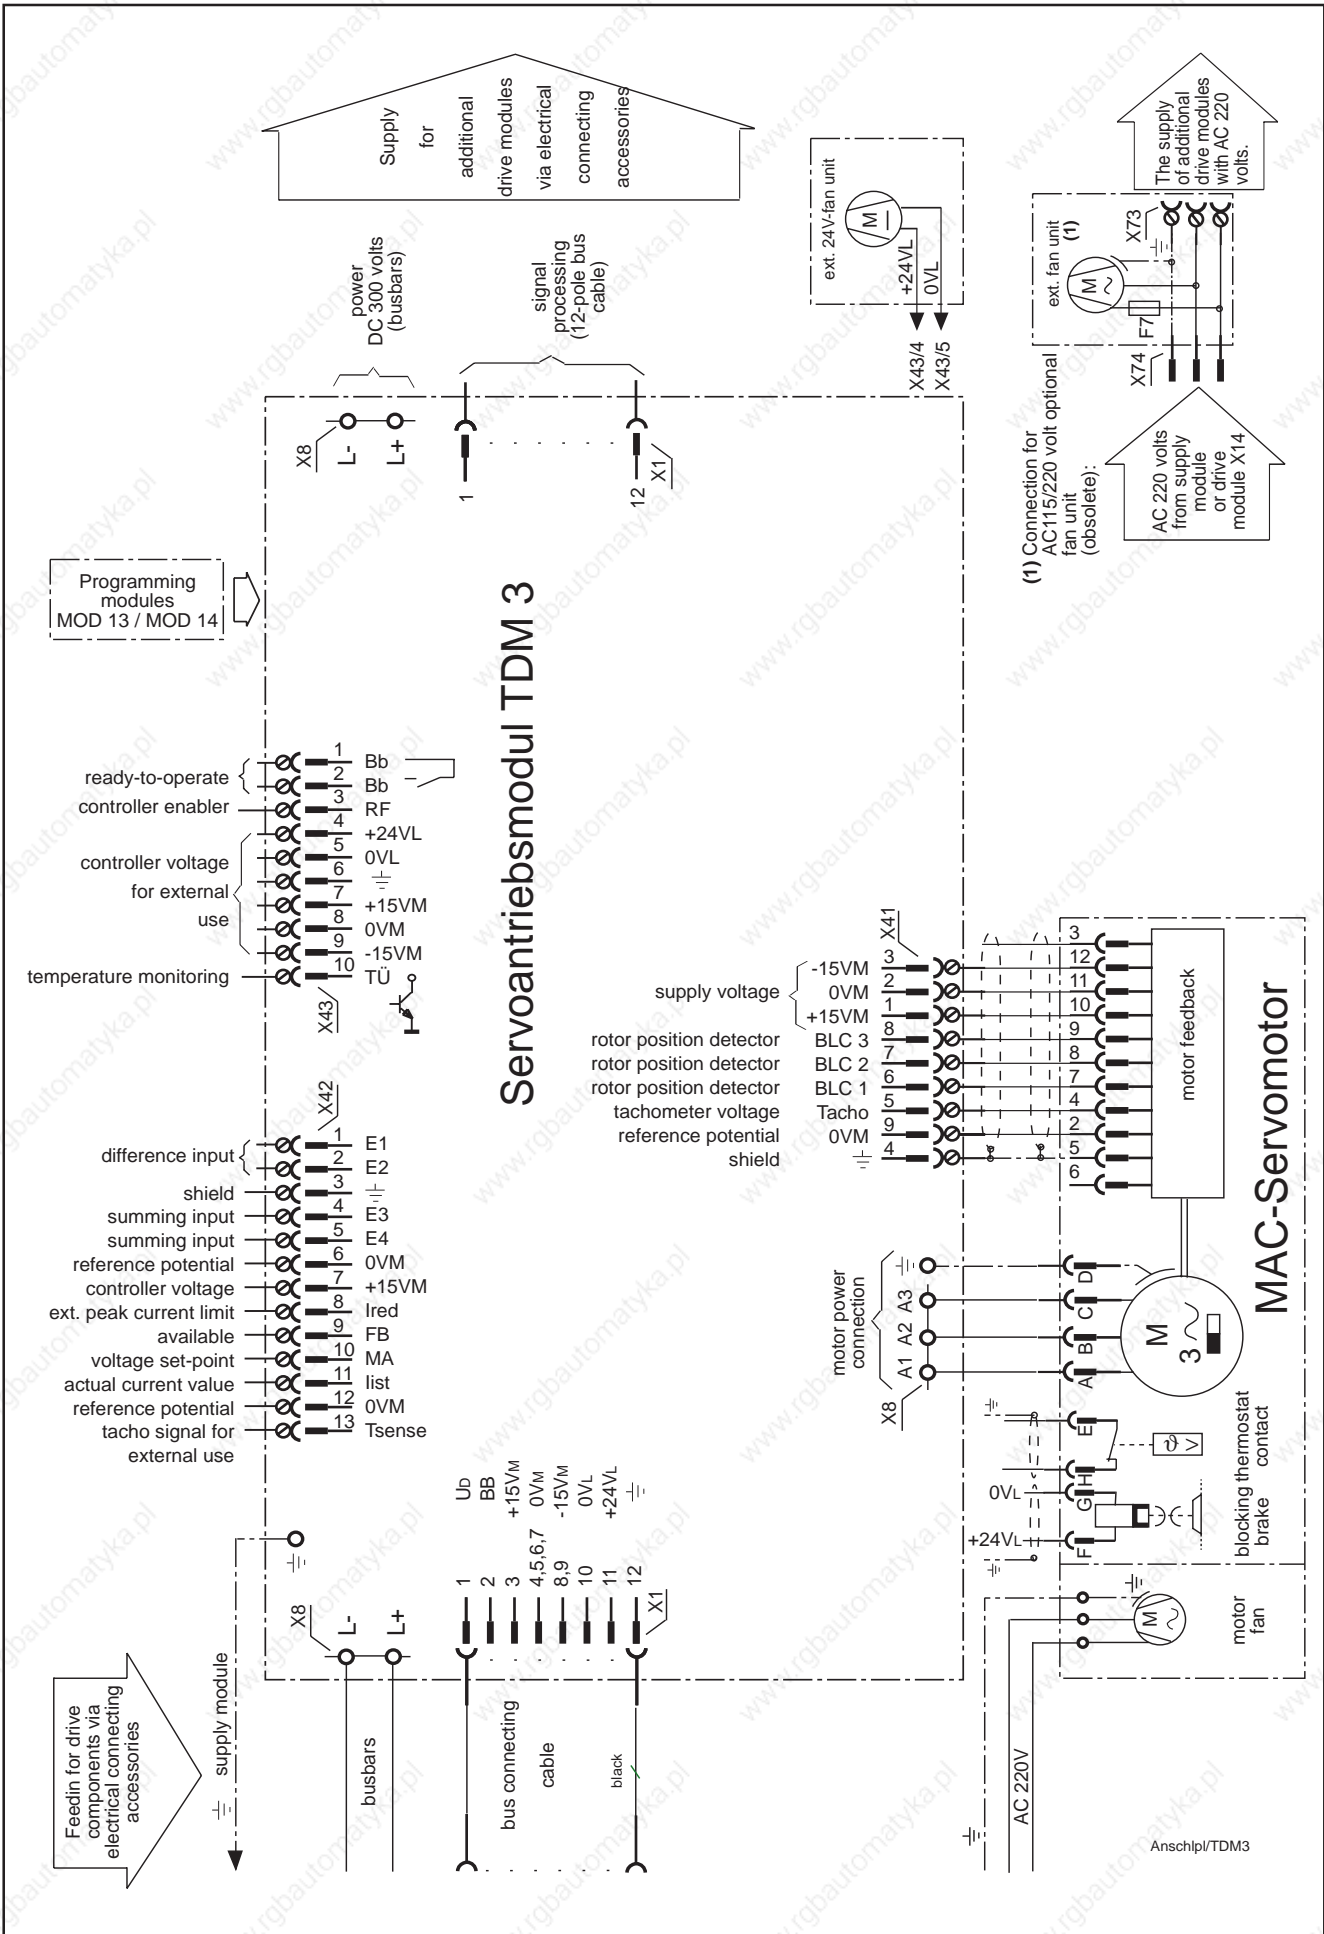 Supply
for
additional
drive modules
via electrical
connecting
accessories
The supply
of additional
drive modules
with AC 220
volts.
ext. 24V-fan unit
M
+24VL
0VL
X43/4
X43/5
ext. fan unit
(1)
X73
M
F7
X74
AC 220 volts
from supply
module
or drive
module X14
(1) Connection for
AC115/220 volt optional
fan unit
(obsolete):
power
DC 300 volts
(busbars)
signal
processing
(12-pole bus
cable)
X8
L-
L+
1
12
X1
Programming
modules
MOD 13 / MOD 14
Servoantriebsmodul TDM 3
ready-to-operate
controller enabler
controller voltage
for external
use
temperature monitoring
1 Bb
2 Bb
3 RF
4 +24VL
5 0VL
6
7 +15VM
8 0VM
9 -15VM
10 TÜ
X43
X42
difference input
shield
summing input
summing input
reference potential
controller voltage
ext. peak current limit
available
voltage set-point
actual current value
reference potential
tacho signal for
external use
1 E1
2 E2
3
4 E3
5 E4
6 0VM
7 +15VM
8 Ired
9 FB
10 MA
11 Iist
12 0VM
13 Tsense
X41
supply voltage
rotor position detector
rotor position detector
rotor position detector
tachometer voltage
reference potential
shield
-15VM 3
0VM 2
+15VM 1
BLC 3 8
BLC 2 7
BLC 1 6
Tacho 5
0VM 9
4
3
12
11
10
9
8
7
4
2
5
6
motor feedback
MAC-Servomotor
motor power
connection
X8
A1
A2
A3
A
B
C
D
M
3
E
H
G
F
0VL
+24VL
ϑ
V
blocking thermostat
brake contact
M
motor
fan
AC 220V
UD
BB
+15VM
0VM
-15VM
0VL
+24VL
1
2
3
4,5,6,7
8,9
10
11
12
X1
X8
L-
L+
Feedin for drive
components via
electrical connecting
accessories
supply module
busbars
bus connecting
cable
black
Anschlpl/TDM3
www.rgbautomatyka.pl